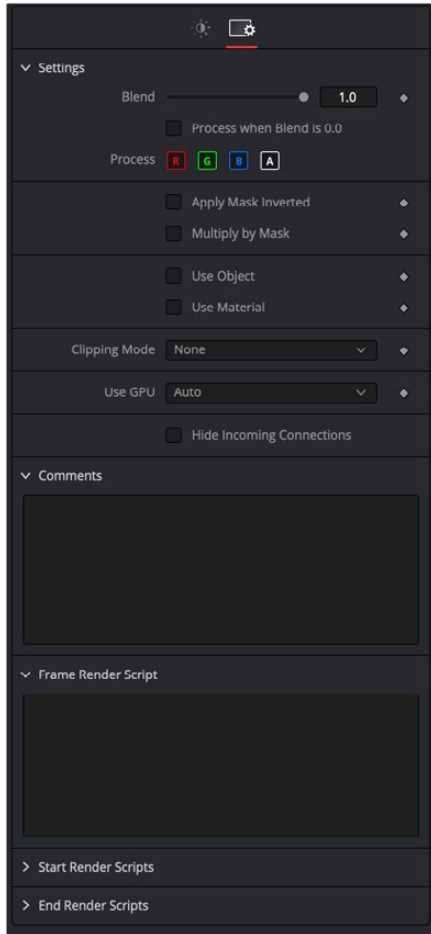 Settings
Blend 1.0
Process when Blend is 0.0
Process R G B A
Apply Mask Inverted
Multiply by Mask
Use Object
Use Material
Clipping Mode None
Use GPU Auto
Hide Incoming Connections
Comments
Frame Render Script
Start Render Scripts
End Render Scripts